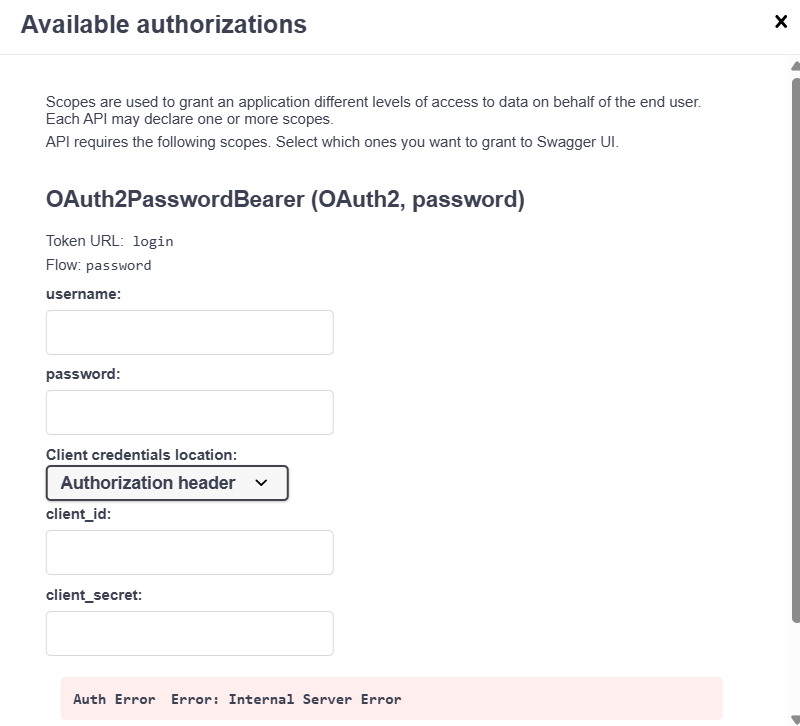 Available authorizations
Scopes are used to grant an application different levels of access to data on behalf of the end user.
Each API may declare one or more scopes.
API requires the following scopes. Select which ones you want to grant to Swagger UI.
OAuth2PasswordBearer (OAuth2, password)
Token URL: login
Flow: password
username:
password:
Client credentials location:
Authorization header
client_id:
client_secret:
Auth Error Error: Internal Server Error